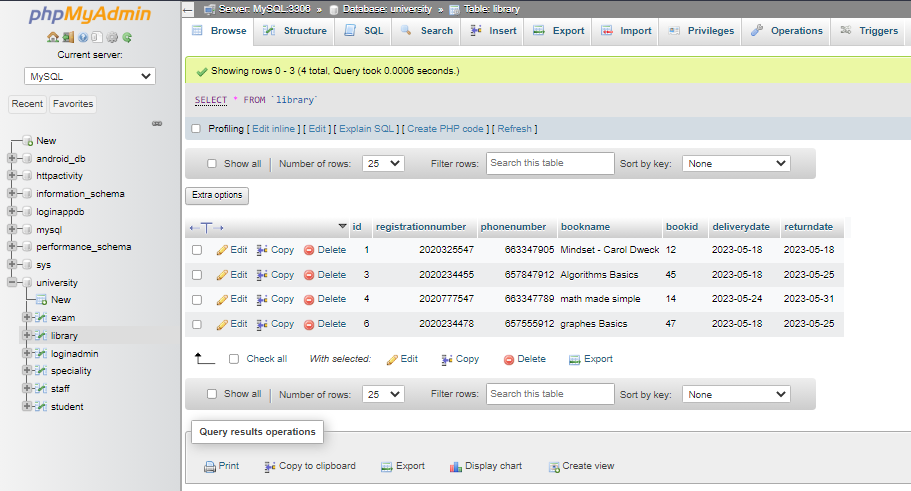 phpMyAdmin
Current server:
MySQL
Recent Favorites
New
android_db
httpactivity
information_schema
loginappdb
mysql
performance_schema
sys
university
New
exam
library
loginadmin
speciality
staff
student
Server: MySQL:3306 » Database: university » Table: library
Browse Structure SQL Search Insert Export Import Privileges Operations Triggers
Showing rows 0 - 3 (4 total, Query took 0.0006 seconds.)
SELECT * FROM `library`
Profiling [ Edit inline ] [ Edit ] [ Explain SQL ] [ Create PHP code ] [ Refresh ]
Show all Number of rows: 25 Filter rows: Search this table Sort by key: None
Extra options
←T→ id registrationnumber phonenumber bookname bookid deliverydate returndate
Edit Copy Delete 1 2020325547 663347905 Mindset - Carol Dweck 12 2023-05-18 2023-05-18
Edit Copy Delete 3 2020234455 657847912 Algorithms Basics 45 2023-05-18 2023-05-25
Edit Copy Delete 4 2020777547 663347789 math made simple 14 2023-05-24 2023-05-31
Edit Copy Delete 6 2020234478 657555912 graphes Basics 47 2023-05-18 2023-05-25
Check all With selected: Edit Copy Delete Export
Show all Number of rows: 25 Filter rows: Search this table Sort by key: None
Query results operations
Print Copy to clipboard Export Display chart Create view